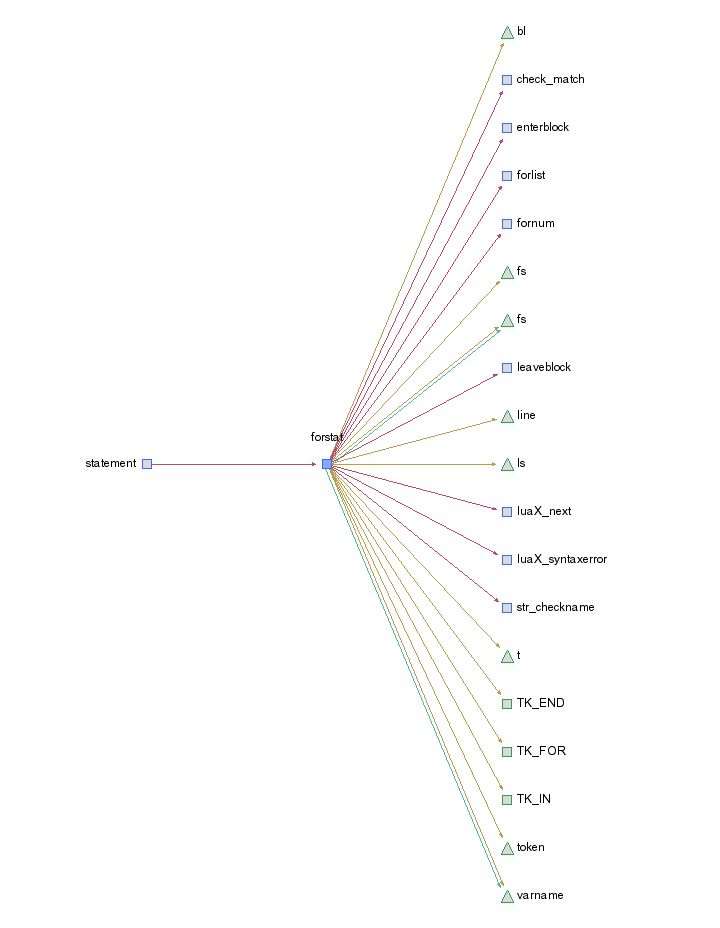 bl
check_match
enterblock
forlist
fornum
fs
fs
leaveblock
line
forstat
statement
ls
luaX_next
luaX_syntaxerror
str_checkname
t
TK_END
TK_FOR
TK_IN
token
varname